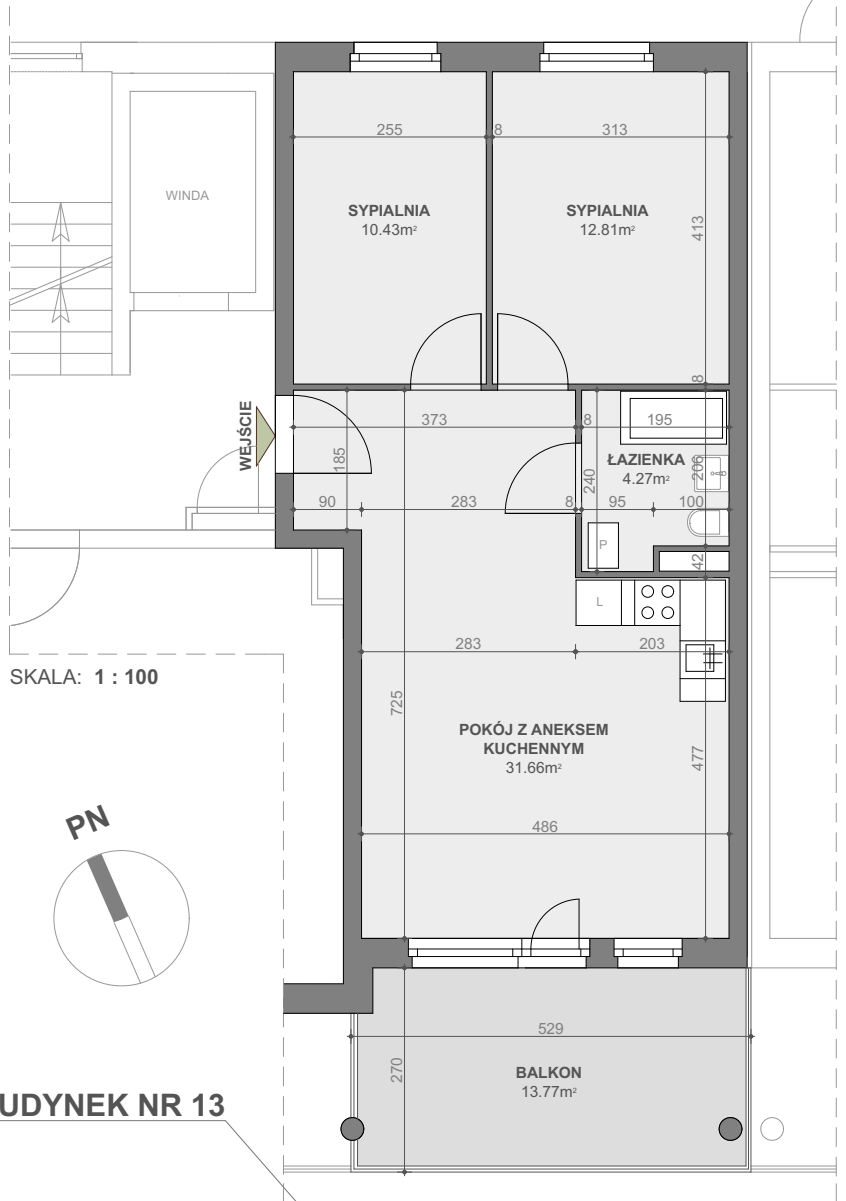 255
8
313
WINDA
SYPIALNIA
10.43m²
SYPIALNIA
12.81m²
413
8
WEJŚCIE
373
8
195
185
ŁAZIENKA
4.27m²
206
240
90
283
8
95
100
P
42
L
283
203
SKALA: 1 : 100
725
POKÓJ Z ANEKSEM
KUCHENNYM
31.66m²
477
PN
486
529
270
BALKON
13.77m²
UDYNEK NR 13